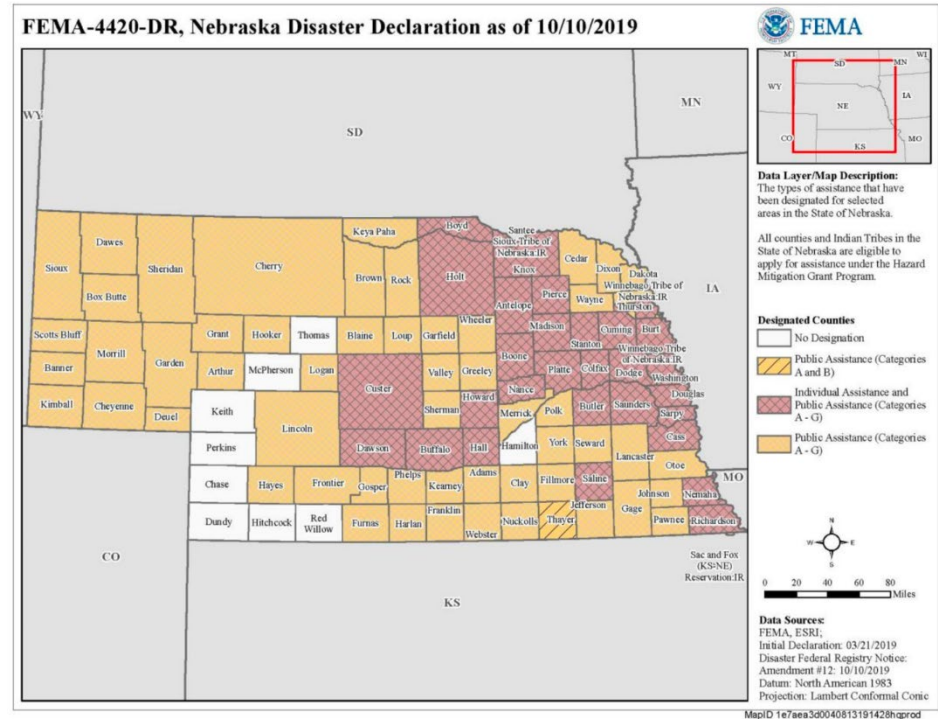 FEMA-4420-DR, Nebraska Disaster Declaration as of 10/10/2019
FEMA
MT
SD
MN
WI
WY
NE
IA
CO
KS
MO
WY
SD
MN
IA
MO
CO
KS
Data Layer/Map Description:
The types of assistance that have
been designated for selected
areas in the State of Nebraska.
All counties and Indian Tribes in the
State of Nebraska are eligible to
apply for assistance under the Hazard
Mitigation Grant Program.
Designated Counties
No Designation
Public Assistance (Categories
A and B)
Individual Assistance and
Public Assistance (Categories
A - G)
Public Assistance (Categories
A - G)
Sioux
Dawes
Sheridan
Cherry
Keya Paha
Boyd
Santee
Sioux Tribe of
Nebraska IR
Knox
Cedar
Dixon
Dakota
Winnebago Tribe of
Nebraska:IR
Thurston
Box Butte
Brown
Rock
Holt
Antelope
Pierce
Wayne
Scotts Bluff
Morrill
Garden
Grant
Hooker
Thomas
Blaine
Loup
Garfield
Wheeler
Madison
Stanton
Cuming
Burt
Winnebago Tribe
of Nebraska:IR
Banner
Arthur
McPherson
Logan
Custer
Valley
Greeley
Boone
Platte
Colfax
Dodge
Washington
Kimball
Cheyenne
Deuel
Keith
Lincoln
Sherman
Howard
Nance
Merrick
Polk
Butler
Saunders
Douglas
Sarpy
Perkins
Dawson
Buffalo
Hall
Hamilton
York
Seward
Lancaster
Cass
Otoe
Chase
Hayes
Frontier
Gosper
Phelps
Kearney
Adams
Clay
Fillmore
Saline
Johnson
Nemaha
Dundy
Hitchcock
Red
Willow
Furnas
Harlan
Franklin
Webster
Nuckolls
Thayer
Jefferson
Gage
Pawnee
Richardson
Sac and Fox
(KS-NE)
Reservation:IR
N
W
E
S
0 20 40 60 80
Miles
Data Sources:
FEMA, ESRI;
Initial Declaration: 03/21/2019
Disaster Federal Registry Notice:
Amendment #12: 10/10/2019
Datum: North American 1983
Projection: Lambert Conformal Conic
MapID 1e7aea3d0040813191428hqprod